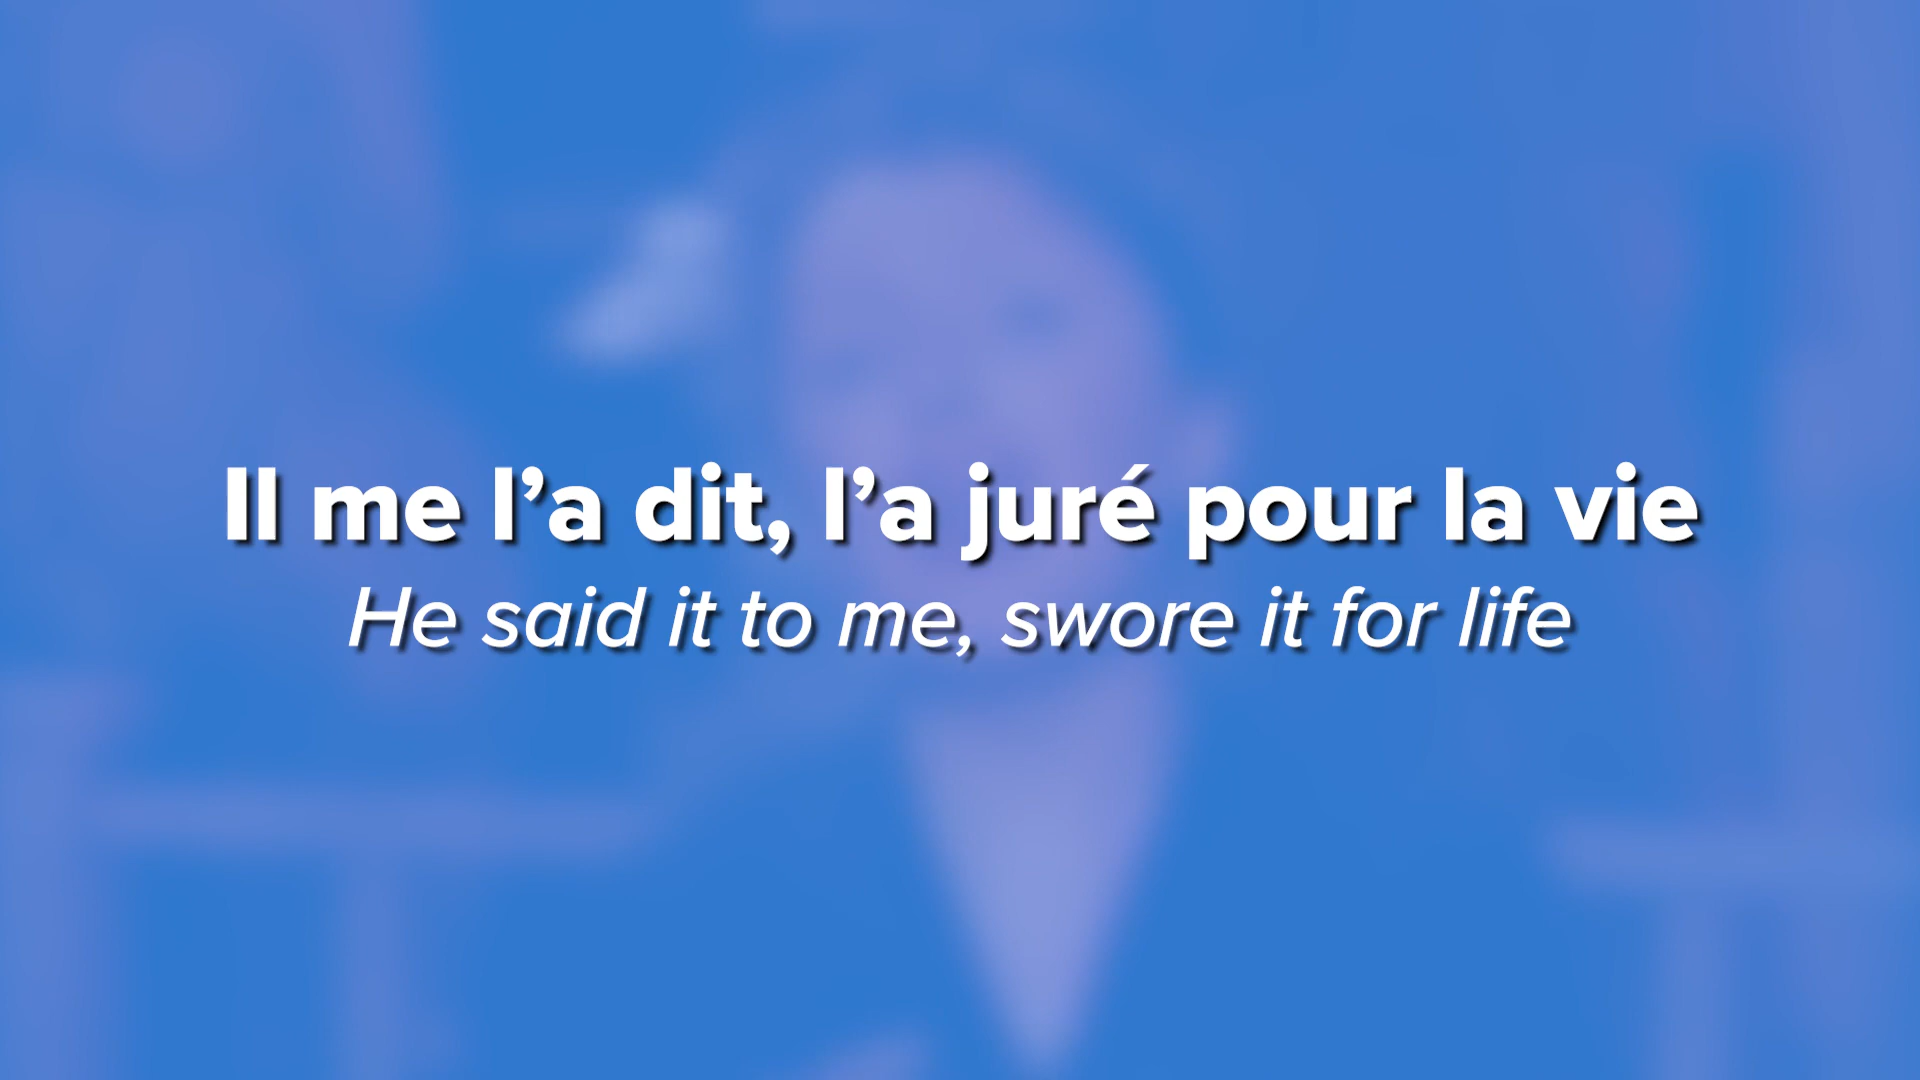 Il me l’a dit, l’a juré pour la vie
He said it to me, swore it for life